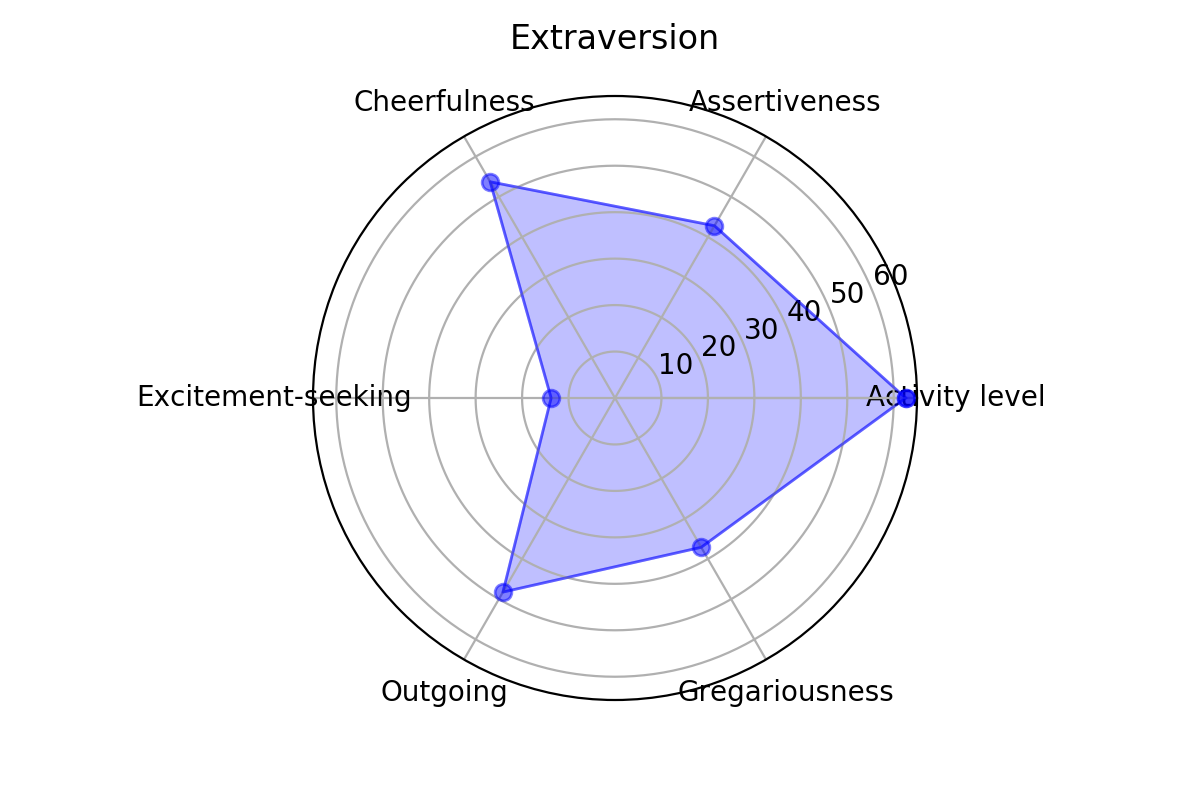 Extraversion
Cheerfulness
Assertiveness
60
50
40
30
20
10
Excitement-seeking
Activity level
Outgoing
Gregariousness